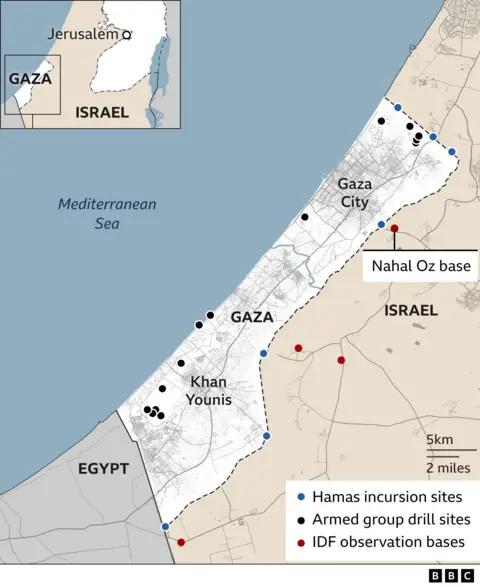 Jerusalem
GAZA
ISRAEL
Mediterranean
Sea
Gaza
City
Nahal Oz base
ISRAEL
GAZA
Khan
Younis
EGYPT
5km
2 miles
Hamas incursion sites
Armed group drill sites
IDF observation bases
BBC